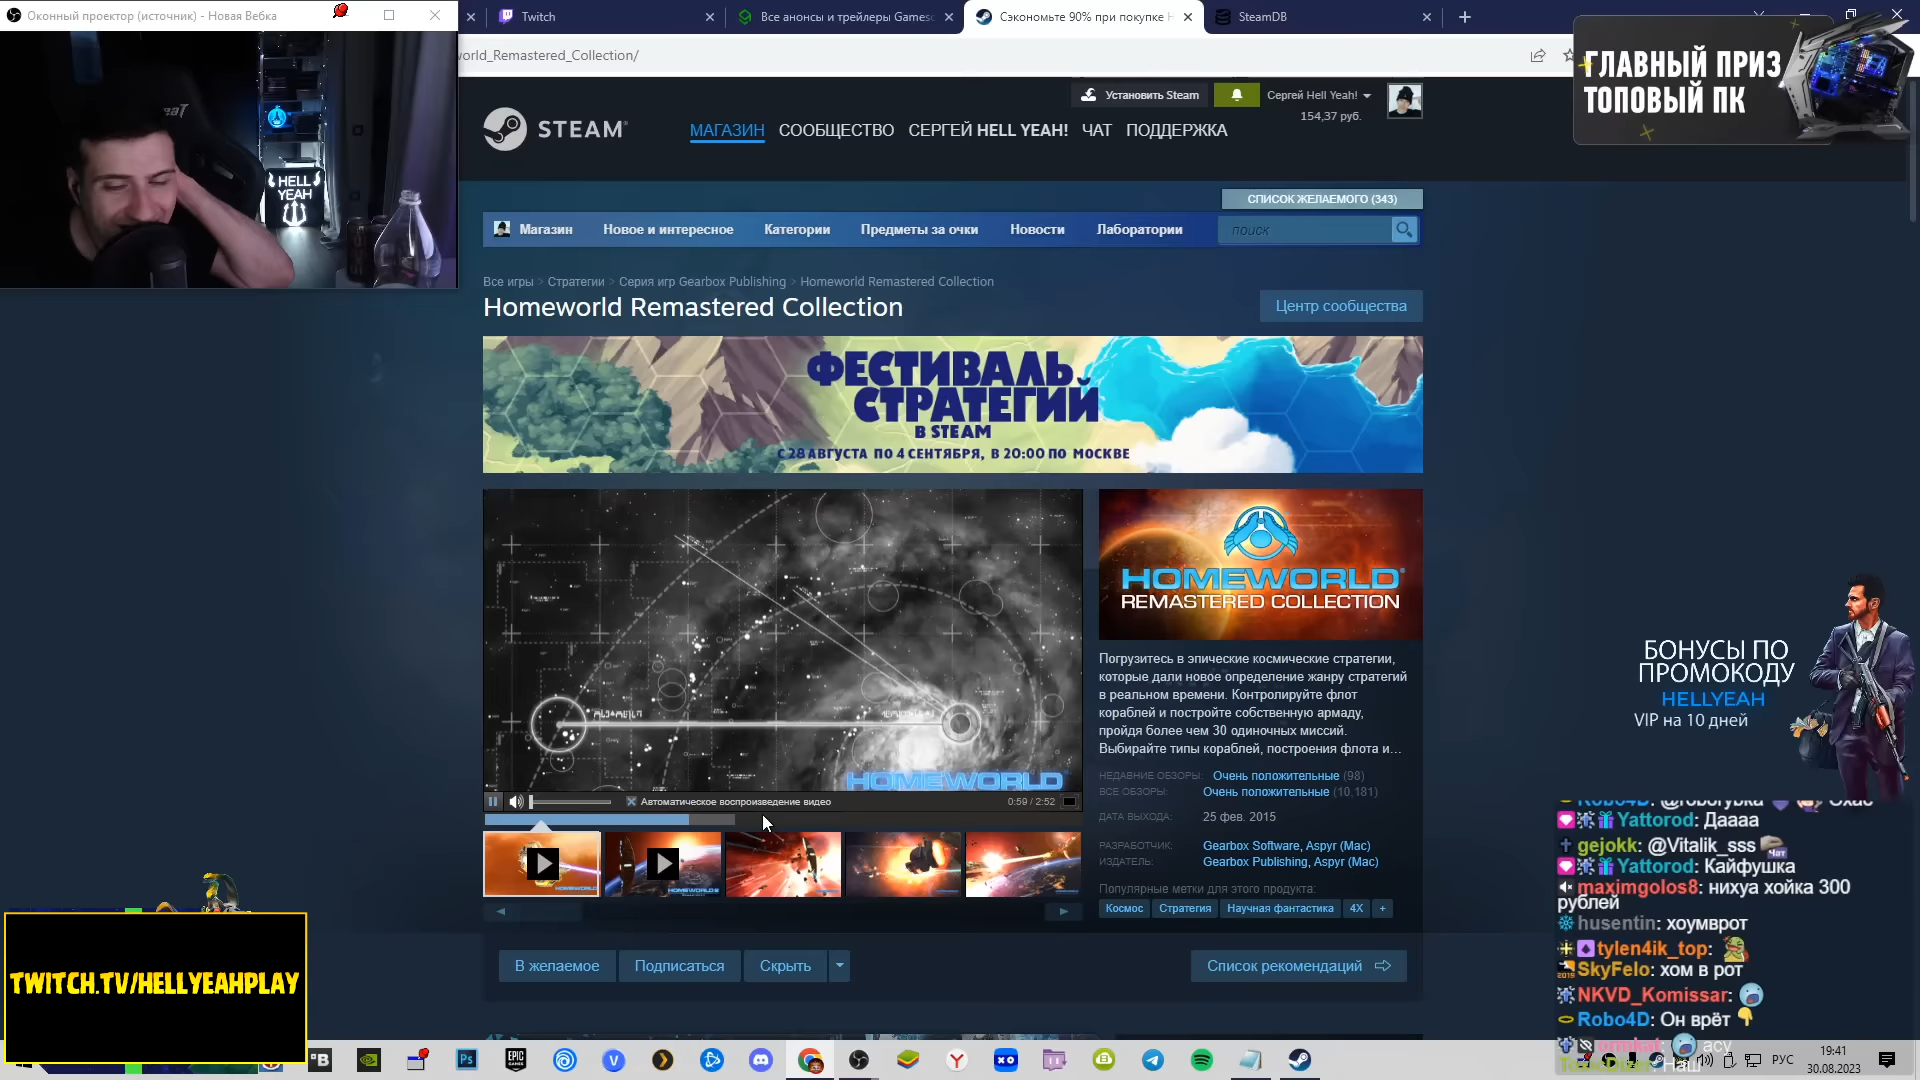 Оконный проектор (источник) - Новая Вебка
Twitch
Все анонсы и трейлеры Gamesc
Сэкономьте 90% при покупке H
SteamDB
world_Remastered_Collection/
HELL
YEAH
ГЛАВНЫЙ ПРИЗ
ТОПОВЫЙ ПК
Установить Steam
Сергей Hell Yeah!
154,37 руб.
STEAM
МАГАЗИН
СООБЩЕСТВО
СЕРГЕЙ HELL YEAH!
ЧАТ
ПОДДЕРЖКА
СПИСОК ЖЕЛАЕМОГО (343)
Магазин
Новое и интересное
Категории
Предметы за очки
Новости
Лаборатории
поиск
Все игры > Стратегии > Серия игр Gearbox Publishing > Homeworld Remastered Collection
Homeworld Remastered Collection
Центр сообщества
ФЕСТИВАЛЬ
СТРАТЕГИЙ
В STEAM
С 28 АВГУСТА ПО 4 СЕНТЯБРЯ, В 20:00 ПО МОСКВЕ
HOMEWORLD
Автоматическое воспроизведение видео
0:59 / 2:52
HOMEWORLD
REMASTERED COLLECTION
Погрузитесь в эпические космические стратегии,
которые дали новое определение жанру стратегий
в реальном времени. Контролируйте флот
кораблей и постройте собственную армаду,
пройдя более чем 30 одиночных миссий.
Выбирайте типы кораблей, построения флота и...
НЕДАВНИЕ ОБЗОРЫ: Очень положительные (98)
ВСЕ ОБЗОРЫ: Очень положительные (10,181)
ДАТА ВЫХОДА: 25 фев. 2015
РАЗРАБОТЧИК: Gearbox Software, Aspyr (Mac)
ИЗДАТЕЛЬ: Gearbox Publishing, Aspyr (Mac)
Популярные метки для этого продукта:
Космос
Стратегия
Научная фантастика
4X
+
В желаемое
Подписаться
Скрыть
Список рекомендаций
БОНУСЫ ПО
ПРОМОКОДУ
HELLYEAH
VIP на 10 дней
Robo4D: @roborybka
Yattorod: Даааа
gejokk: @Vitalik_sss
Yattorod: Кайфушка
maximgolos8: нихуа хойка 300
рублей
husentin: хоумврот
tylen4ik_top:
SkyFelo: хом в рот
NKVD_Komissar:
Robo4D: Он врёт
асу
Наш
TWITCH.TV/HELLYEAHPLAY
РУС
19:41
30.08.2023